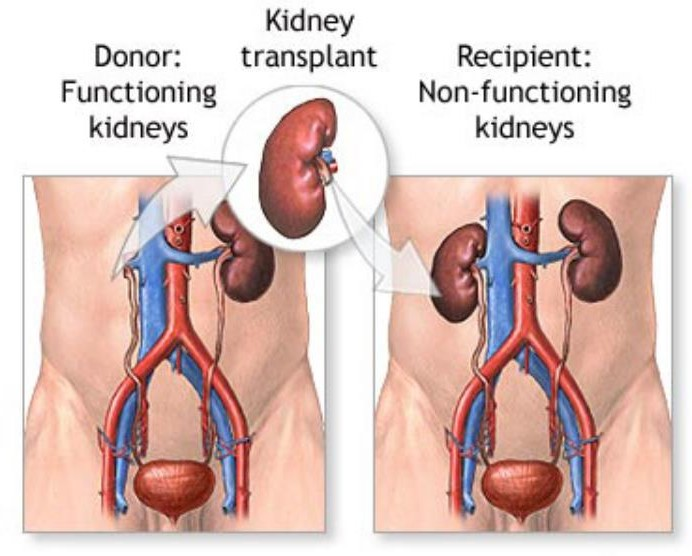 Kidney
transplant
Donor:
Functioning
kidneys
Recipient:
Non-functioning
kidneys